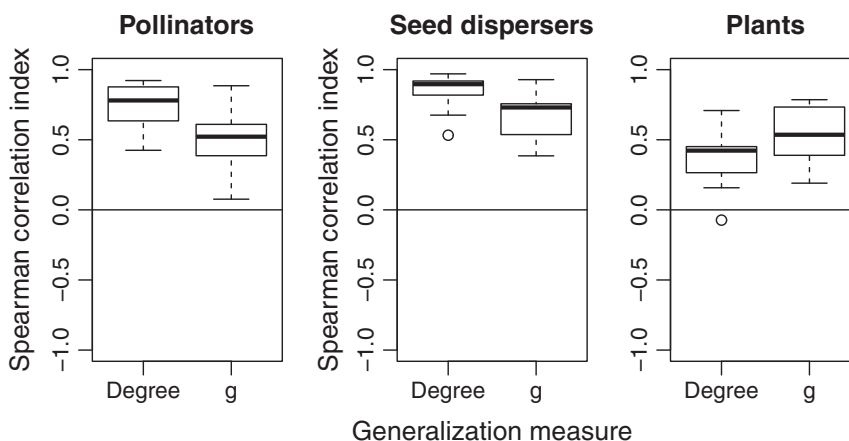 Pollinators
Seed dispersers
Plants
Spearman correlation index
1.0
0.5
0.0
−0.5
−1.0
Degree
g
Spearman correlation index
1.0
0.5
0.0
−0.5
−1.0
Degree
g
1.0
0.5
0.0
−0.5
−1.0
Degree
g
Generalization measure